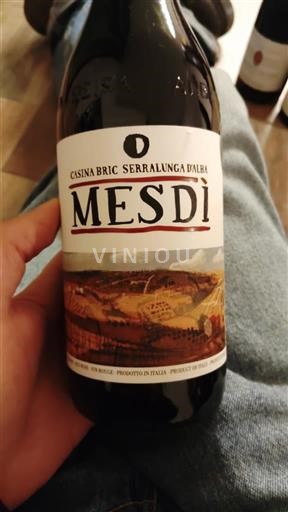 D
CASINA BRIC SERRALUNGA D'ALBA
MESDÌ
VINIOU
VIN ROUGE · PRODOTTO IN ITALIA · PRODUCT OF ITALY